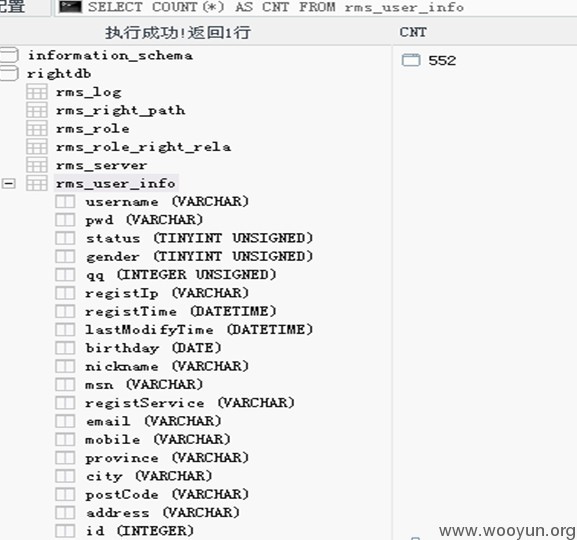 配置
SELECT COUNT(*) AS CNT FROM rms_user_info
执行成功!返回1行
CNT
information_schema
552
rightdb
rms_log
rms_right_path
rms_role
rms_role_right_rela
rms_server
rms_user_info
username (VARCHAR)
pwd (VARCHAR)
status (TINYINT UNSIGNED)
gender (TINYINT UNSIGNED)
qq (INTEGER UNSIGNED)
registIp (VARCHAR)
registTime (DATETIME)
lastModifyTime (DATETIME)
birthday (DATE)
nickname (VARCHAR)
msn (VARCHAR)
registService (VARCHAR)
email (VARCHAR)
mobile (VARCHAR)
province (VARCHAR)
city (VARCHAR)
postCode (VARCHAR)
address (VARCHAR)
id (INTEGER)
www.wooyun.org